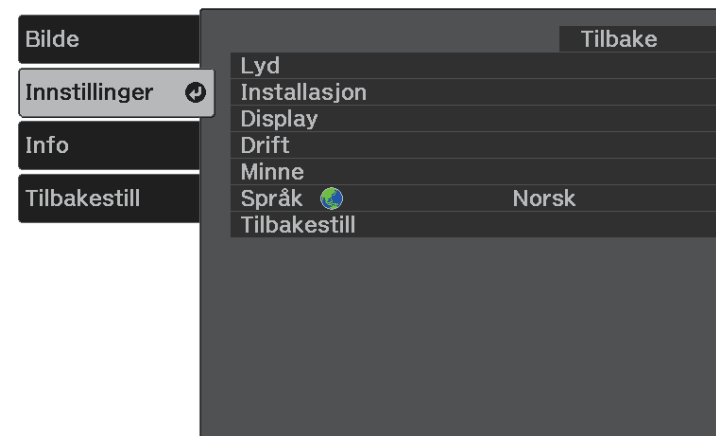 Bilde
Innstillinger
Info
Tilbakestill
Tilbake
Lyd
Installasjon
Display
Drift
Minne
Språk Norsk
Tilbakestill